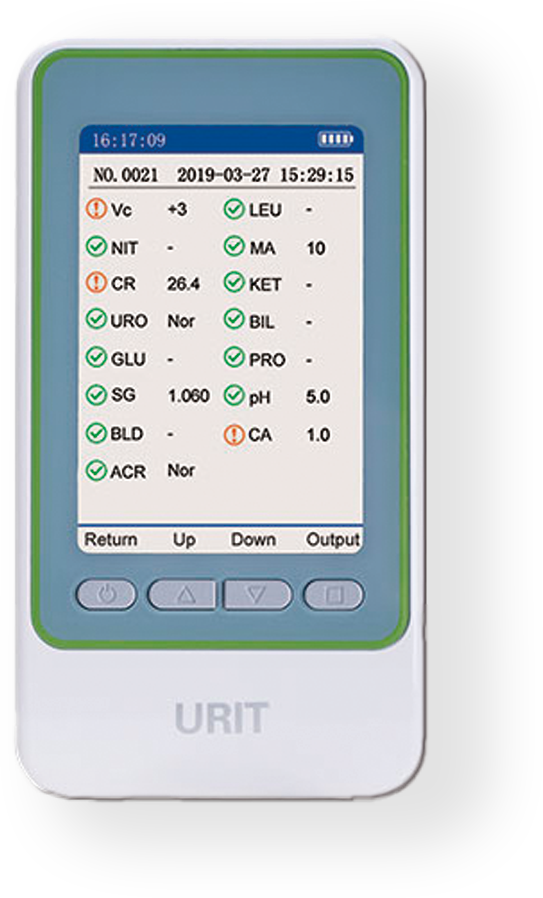 16:17:09
NO. 0021 2019-03-27 15:29:15
Vc +3 LEU -
NIT - MA 10
CR 26.4 KET -
URO Nor BIL -
GLU - PRO -
SG 1.060 pH 5.0
BLD - CA 1.0
ACR Nor
Return Up Down Output
URIT